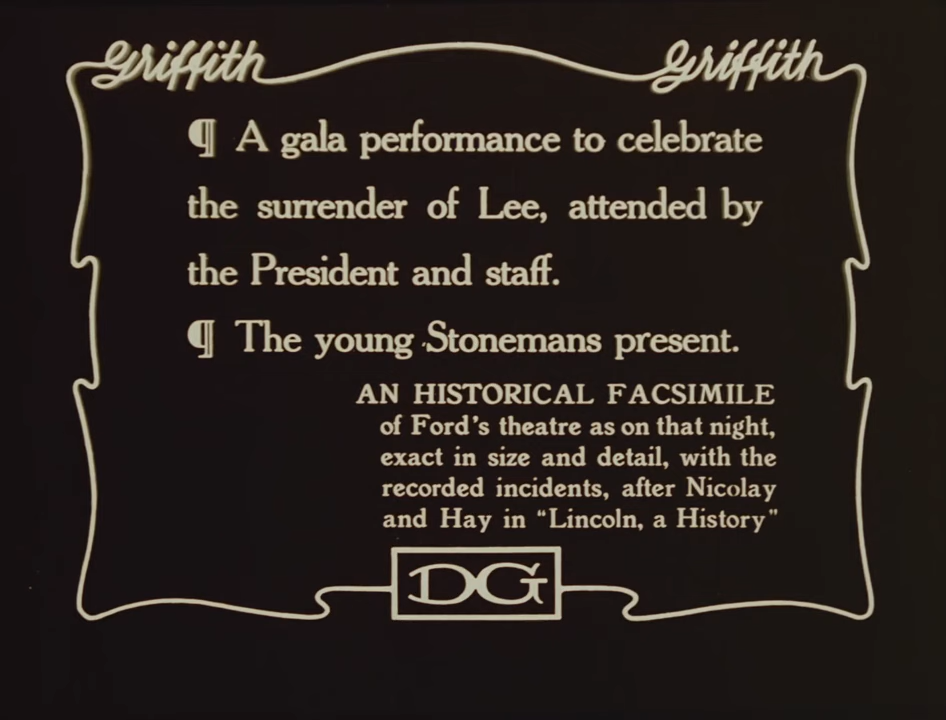 Griffith Griffith
¶ A gala performance to celebrate
the surrender of Lee, attended by
the President and staff.
¶ The young Stonemans present.
AN HISTORICAL FACSIMILE
of Ford's theatre as on that night,
exact in size and detail, with the
recorded incidents, after Nicolay
and Hay in “Lincoln, a History”
DG